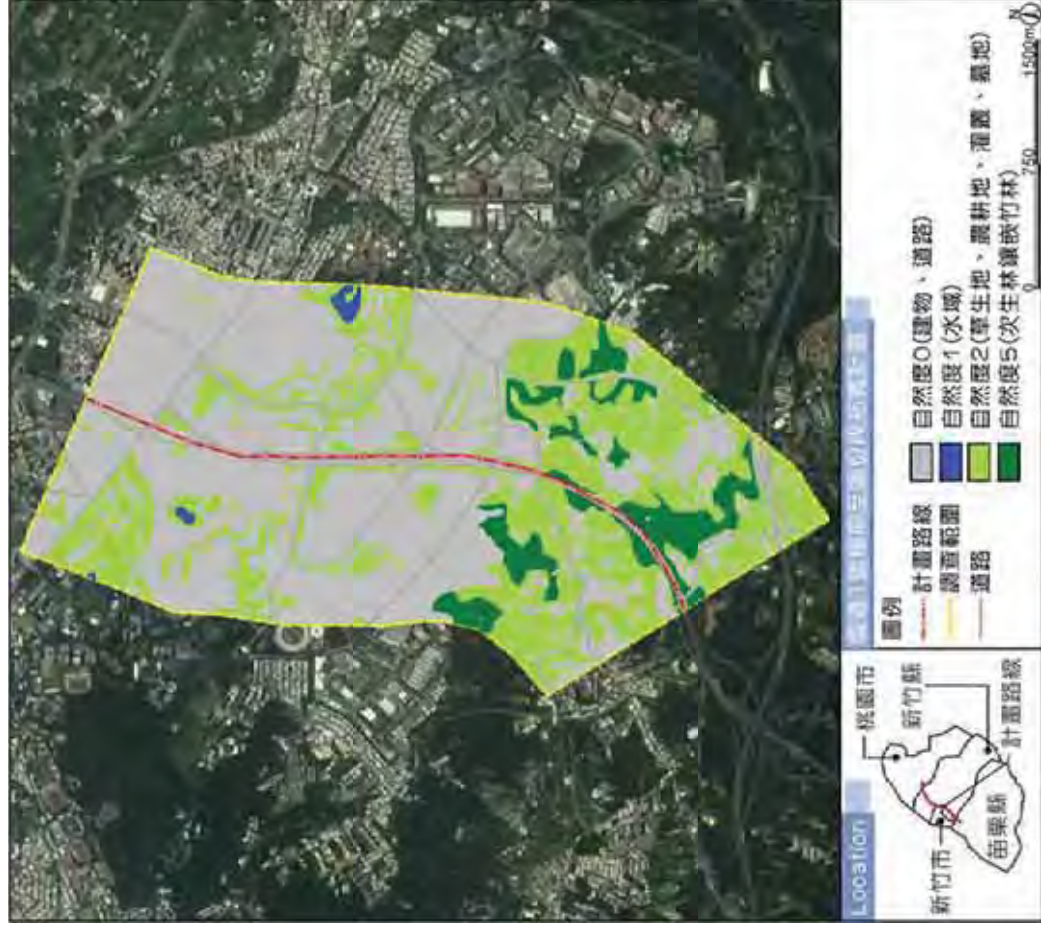 Location
桃園市
新竹縣
新竹市
苗栗縣
計畫路線
圖例
計畫路線
調查範圍
道路
自然度0(建物、道路)
自然度1(水域)
自然度2(草生地、農耕地、灌叢、墓地)
自然度5(次生林鑲嵌竹林)
0 750 1500m
N